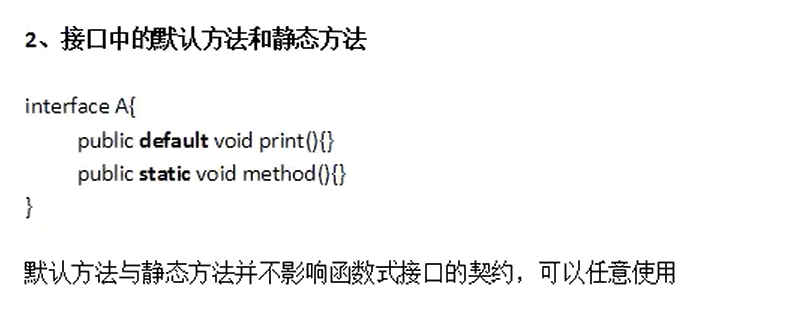 2、接口中的默认方法和静态方法
interface A{
public default void print(){}
public static void method(){}
}
默认方法与静态方法并不影响函数式接口的契约，可以任意使用